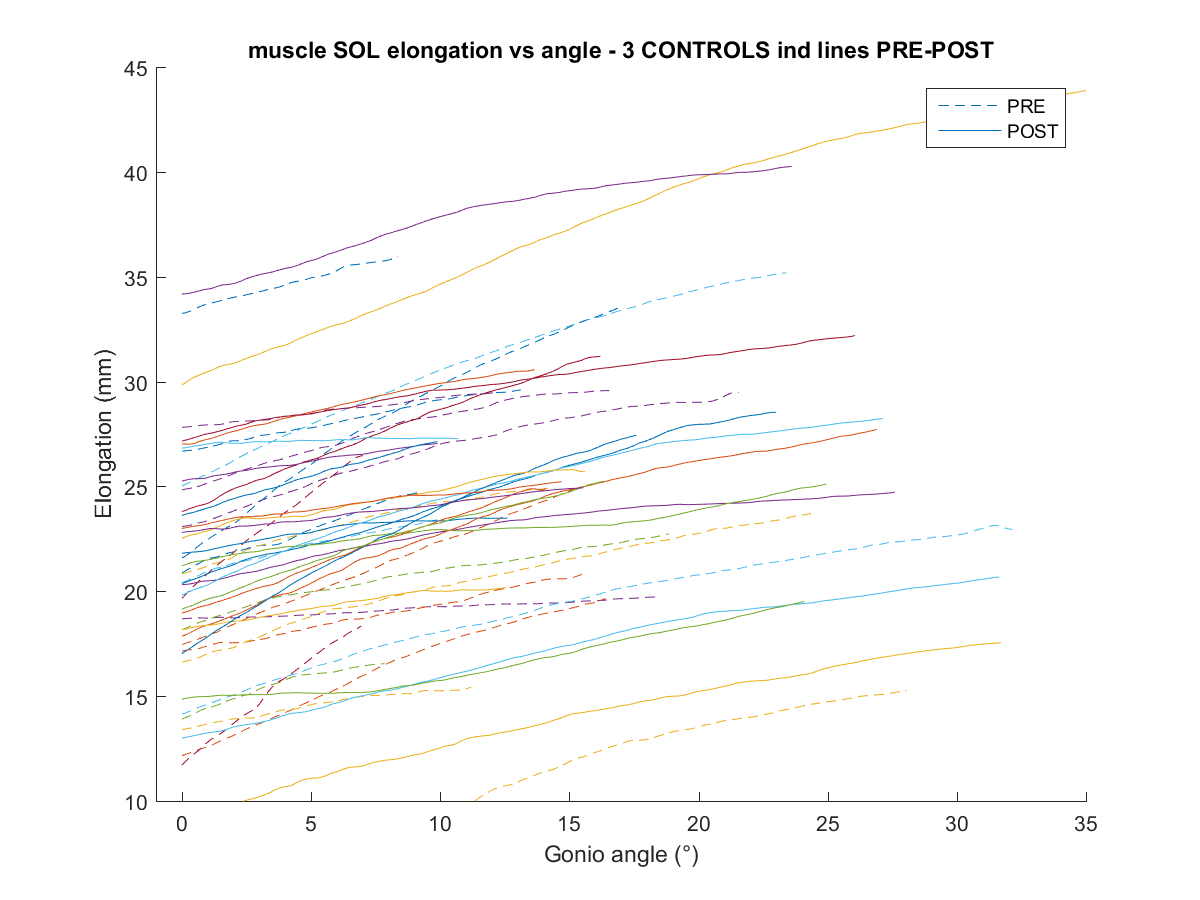 muscle SOL elongation vs angle - 3 CONTROLS ind lines PRE-POST
45
40
35
30
25
20
15
10
Elongation (mm)
PRE
POST
0 5 10 15 20 25 30 35
Gonio angle (°)